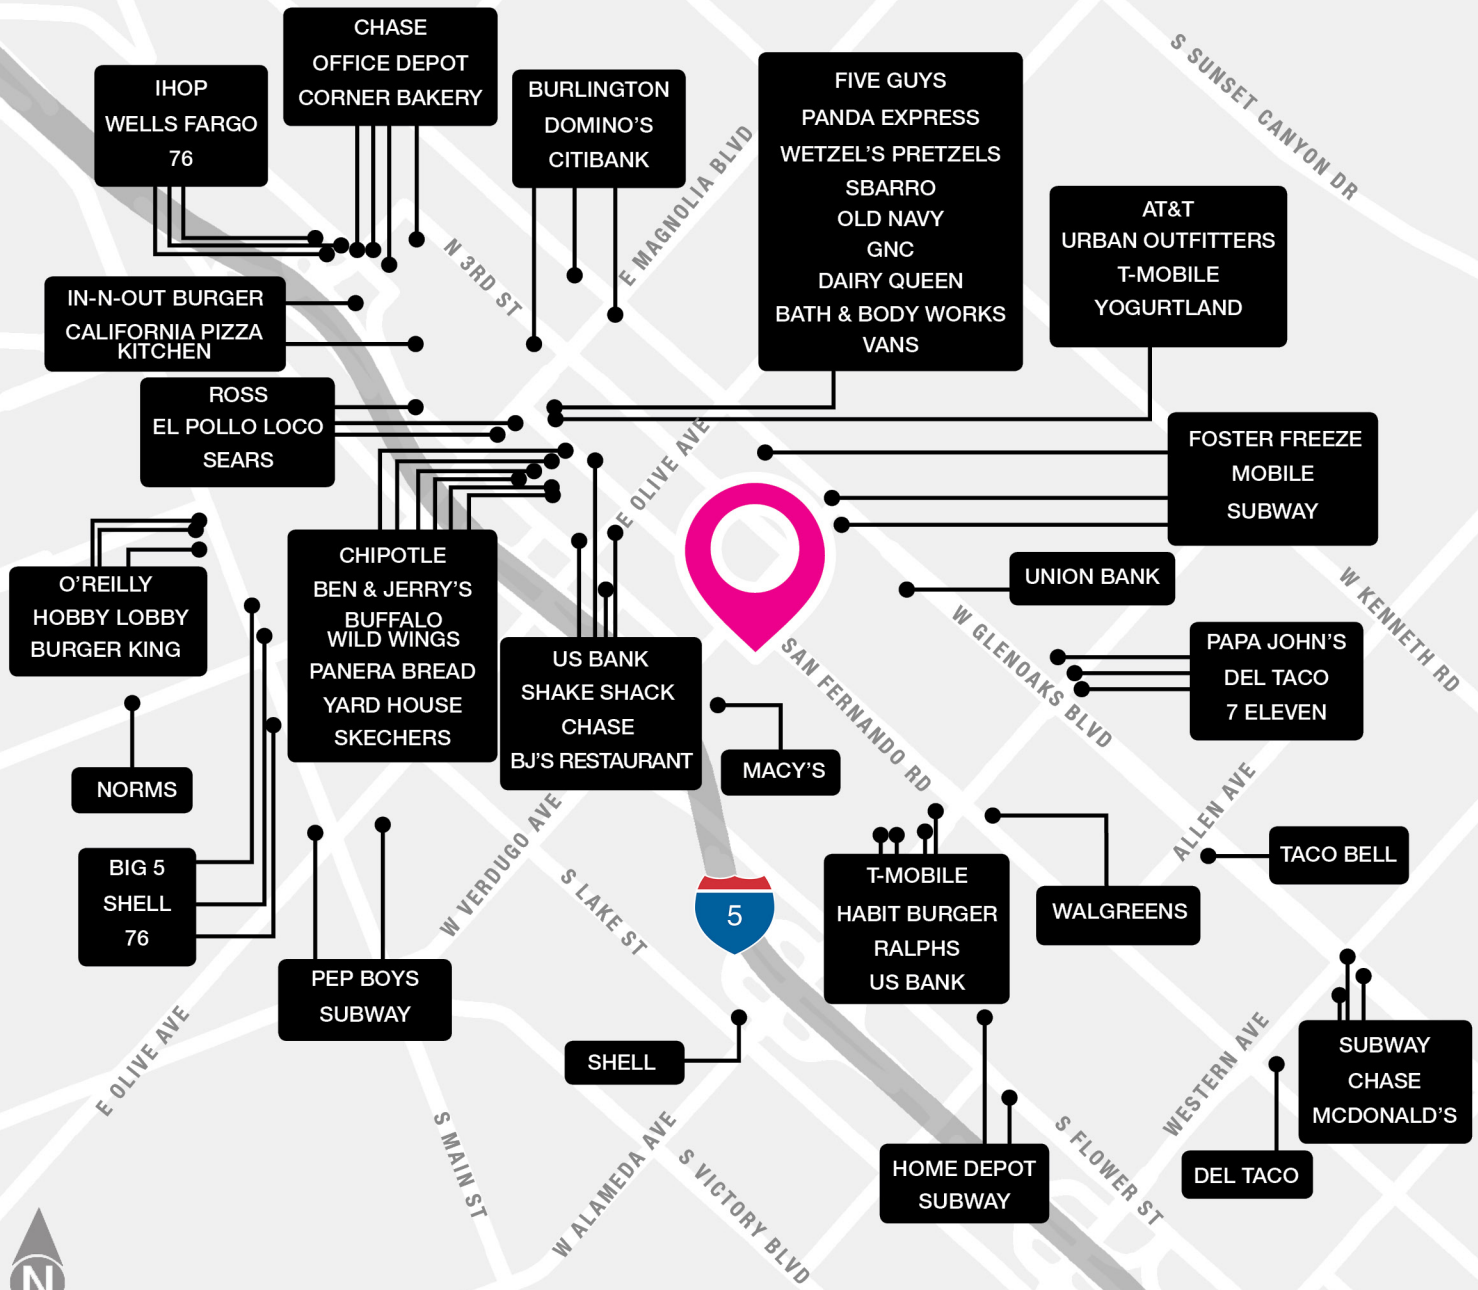 CHASE
OFFICE DEPOT
CORNER BAKERY
IHOP
WELLS FARGO
76
BURLINGTON
DOMINO'S
CITIBANK
FIVE GUYS
PANDA EXPRESS
WETZEL'S PRETZELS
SBARRO
OLD NAVY
GNC
DAIRY QUEEN
BATH & BODY WORKS
VANS
S SUNSET CANYON DR
AT&T
URBAN OUTFITTERS
T-MOBILE
YOGURTLAND
E MAGNOLIA BLVD
N 3RD ST
IN-N-OUT BURGER
CALIFORNIA PIZZA
KITCHEN
ROSS
EL POLLO LOCO
SEARS
E OLIVE AVE
FOSTER FREEZE
MOBILE
SUBWAY
O'REILLY
HOBBY LOBBY
BURGER KING
CHIPOTLE
BEN & JERRY'S
BUFFALO
WILD WINGS
PANERA BREAD
YARD HOUSE
SKECHERS
US BANK
SHAKE SHACK
CHASE
BJ'S RESTAURANT
UNION BANK
W KENNETH RD
W GLENOAKS BLVD
PAPA JOHN'S
DEL TACO
7 ELEVEN
SAN FERNANDO RD
MACY'S
NORMS
BIG 5
SHELL
76
W VERDUGO AVE
S LAKE ST
5
T-MOBILE
HABIT BURGER
RALPHS
US BANK
WALGREENS
ALLEN AVE
TACO BELL
PEP BOYS
SUBWAY
E OLIVE AVE
SHELL
S MAIN ST
W ALAMEDA AVE
S VICTORY BLVD
HOME DEPOT
SUBWAY
S FLOWER ST
WESTERN AVE
SUBWAY
CHASE
MCDONALD'S
DEL TACO
N